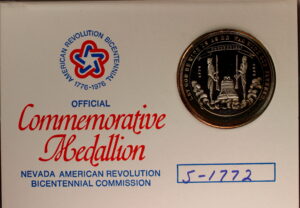 AMERICAN REVOLUTION BICENTENNIAL
1776-1976
OFFICIAL
Commemorative
Medallion
NEVADA AMERICAN REVOLUTION
BICENTENNIAL COMMISSION
5-1772